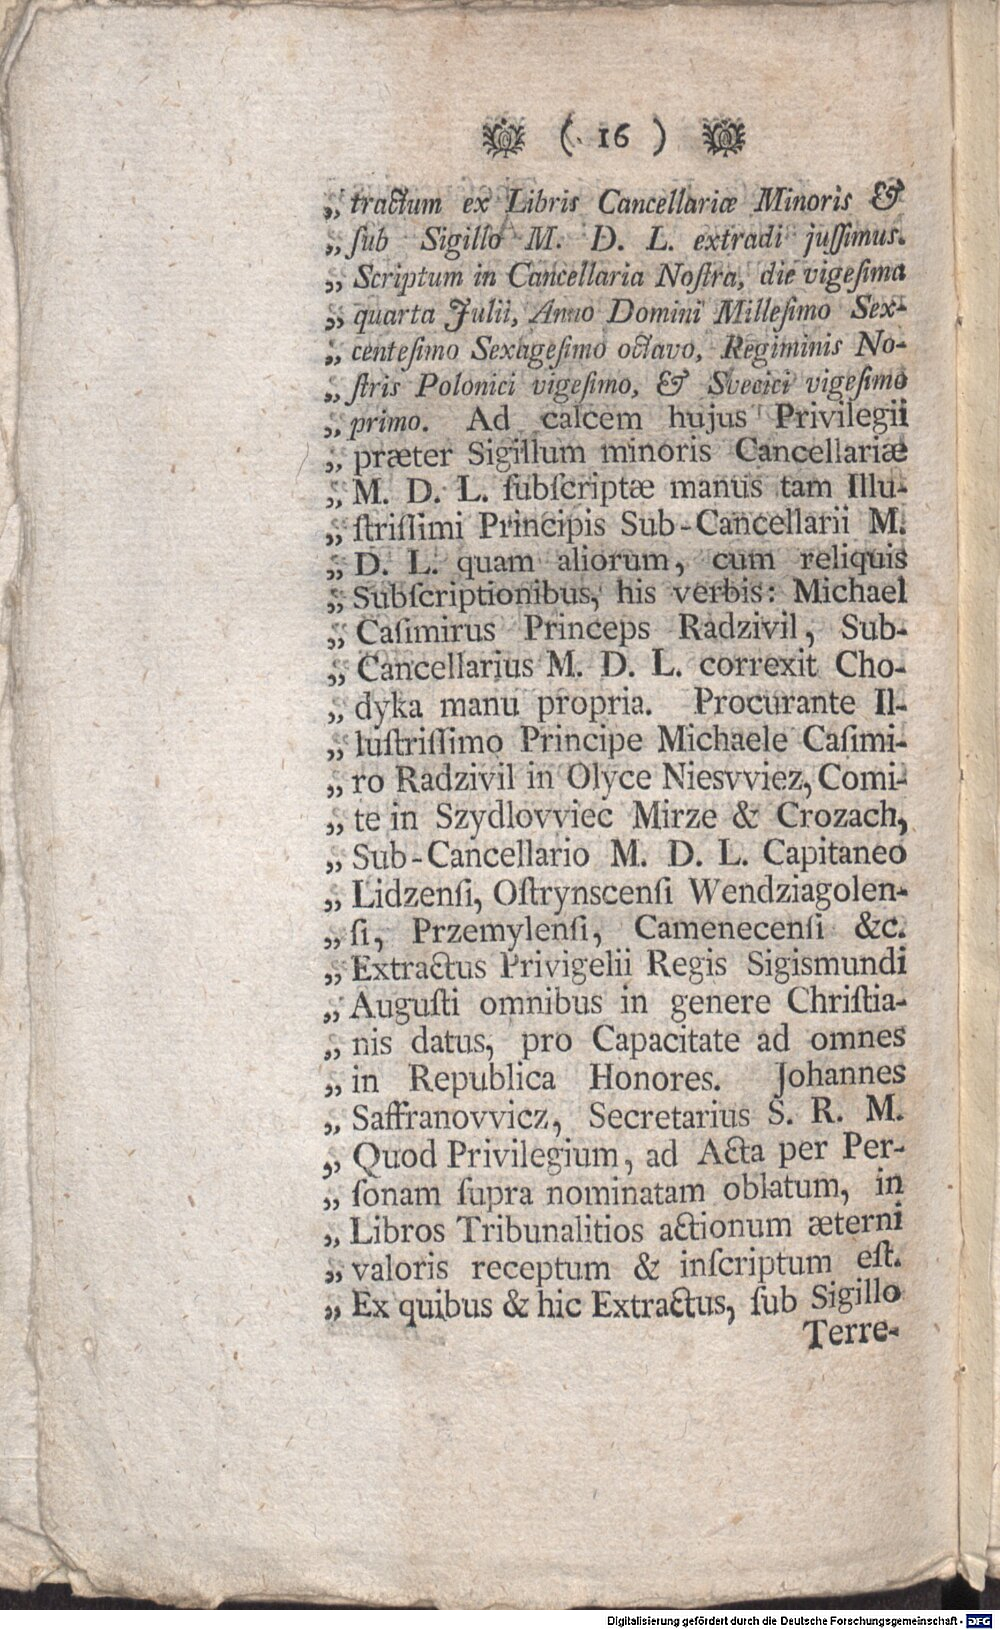 ( 16 )
„ tractum ex Libris Cancellariæ Minoris &
„ ſub Sigillo M. D. L. extradi juſſimus.
„ Scriptum in Cancellaria Noſtra, die vigeſima
„ quarta Julii, Anno Domini Milleſimo Sex-
„ centeſimo Sexageſimo octavo, Regiminis No-
„ ſtris Polonici vigeſimo, & Svecici vigeſimo
„ primo. Ad calcem hujus Privilegii
„ præter Sigillum minoris Cancellariæ
„ M. D. L. ſubſcriptæ manus tam Illu-
„ ſtriſſimi Principis Sub-Cancellarii M.
„ D. L. quam aliorum, cum reliquis
„ Subſcriptionibus, his verbis: Michael
„ Caſimirus Princeps Radzivil, Sub-
„ Cancellarius M. D. L. correxit Cho-
„ dyka manu propria. Procurante Il-
„ luſtriſſimo Principe Michaele Caſimi-
„ ro Radzivil in Olyce Niesvviez, Comi-
„ te in Szydlovviec Mirze & Crozach,
„ Sub-Cancellario M. D. L. Capitaneo
„ Lidzenſi, Oſtrynscenſi Wendziagolen-
„ ſi, Przemylenſi, Camenecenſi &c.
„ Extractus Privigelii Regis Sigismundi
„ Auguſti omnibus in genere Chriſtia-
„ nis datus, pro Capacitate ad omnes
„ in Republica Honores. Johannes
„ Saffranovvicz, Secretarius S. R. M.
„ Quod Privilegium, ad Acta per Per-
„ ſonam ſupra nominatam oblatum, in
„ Libros Tribunalitios actionum æterni
„ valoris receptum & inſcriptum eſt.
„ Ex quibus & hic Extractus, ſub Sigillo
Terre-
Digitalisierung gefördert durch die Deutsche Forschungsgemeinschaft - DFG